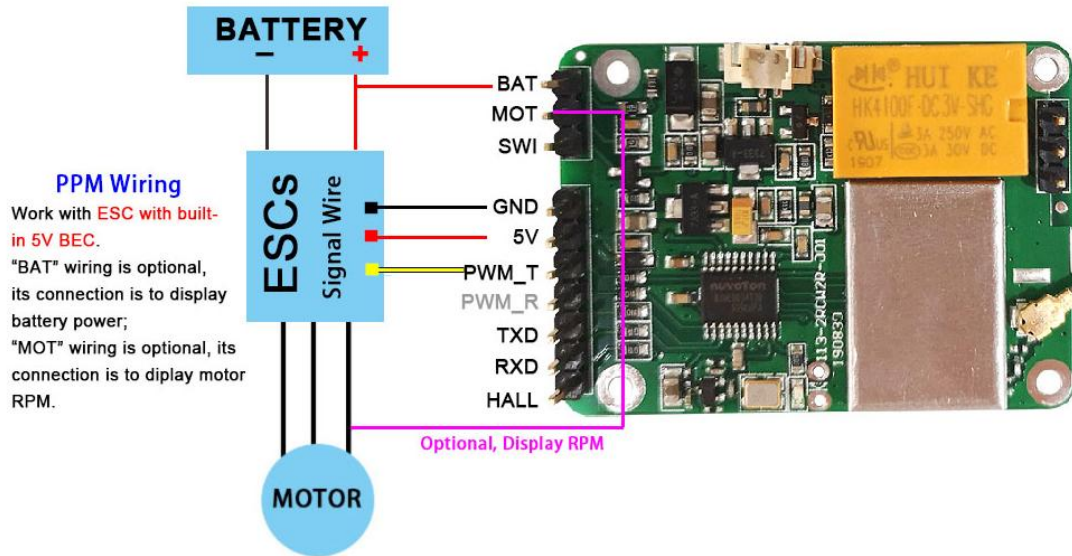 BATTERY
− +
PPM Wiring
Work with ESC with built-
in 5V BEC.
“BAT” wiring is optional,
its connection is to display
battery power;
“MOT” wiring is optional, its
connection is to diplay motor
RPM.
ESCs
Signal Wire
MOTOR
BAT
MOT
SWI
GND
5V
PWM_T
PWM_R
TXD
RXD
HALL
Optional, Display RPM
HUI KE
HK4100F-DC3V-SHG
3A 250V AC
3A 30V DC
1907
nuvoTon
190830